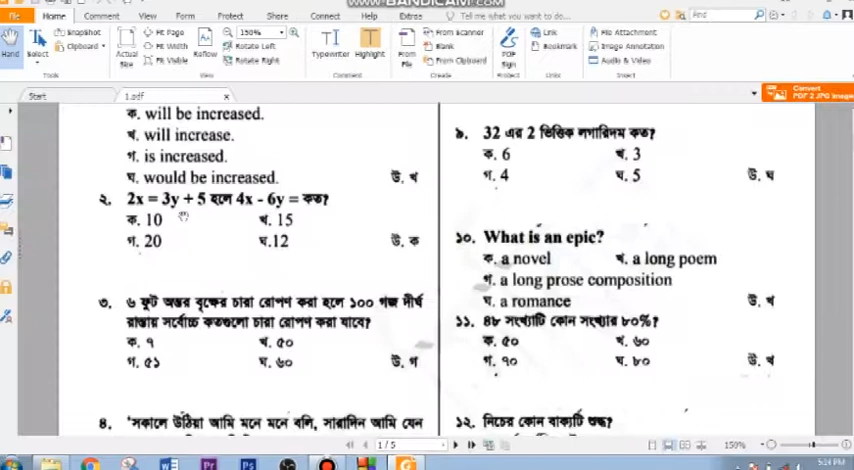 WWW.BANDICAM.COM
File Home Comment View Form Protect Share Connect Help Extras Tell me what you want to do... Find
Hand Select SnapShot Clipboard Actual Size Fit Page Fit Width Fit Visible Reflow 150% Rotate Left Rotate Right Typewriter Highlight From File From Scanner Blank From Clipboard PDF Sign Link Bookmark File Attachment Image Annotation Audio & Video
Tools View Comment Create Protect Links Insert
Start 1.pdf Convert PDF 2 JPG Image
ক. will be increased.
খ. will increase.
গ. is increased.
ঘ. would be increased. উ. খ
২. 2x = 3y + 5 হলে 4x - 6y = কত?
ক. 10 খ. 15
গ. 20 ঘ.12 উ. ক
৩. ৬ ফুট অন্তর বৃক্ষের চারা রোপণ করা হলে ১০০ গজ দীর্ঘ
রাস্তায় সর্বোচ্চ কতগুলো চারা রোপণ করা যাবে?
ক. ৭ খ. ৫০
গ. ৫১ ঘ. ৬০ উ. গ
৪. 'সকালে উঠিয়া আমি মনে মনে বলি, সারাদিন আমি যেন
৯. 32 এর 2 ভিত্তিক লগারিদম কত?
ক. 6 খ. 3
গ. 4 ঘ. 5 উ. ঘ
১০. What is an epic?
ক. a novel খ. a long poem
গ. a long prose composition
ঘ. a romance উ. খ
১১. ৪৮ সংখ্যাটি কোন সংখ্যার ৮০%?
ক. ৫০ খ. ৬০
গ. ৭০ ঘ. ৮০ উ. খ
১২. নিচের কোন বাক্যটি শুদ্ধ?
1 / 5 150%
5:24 PM